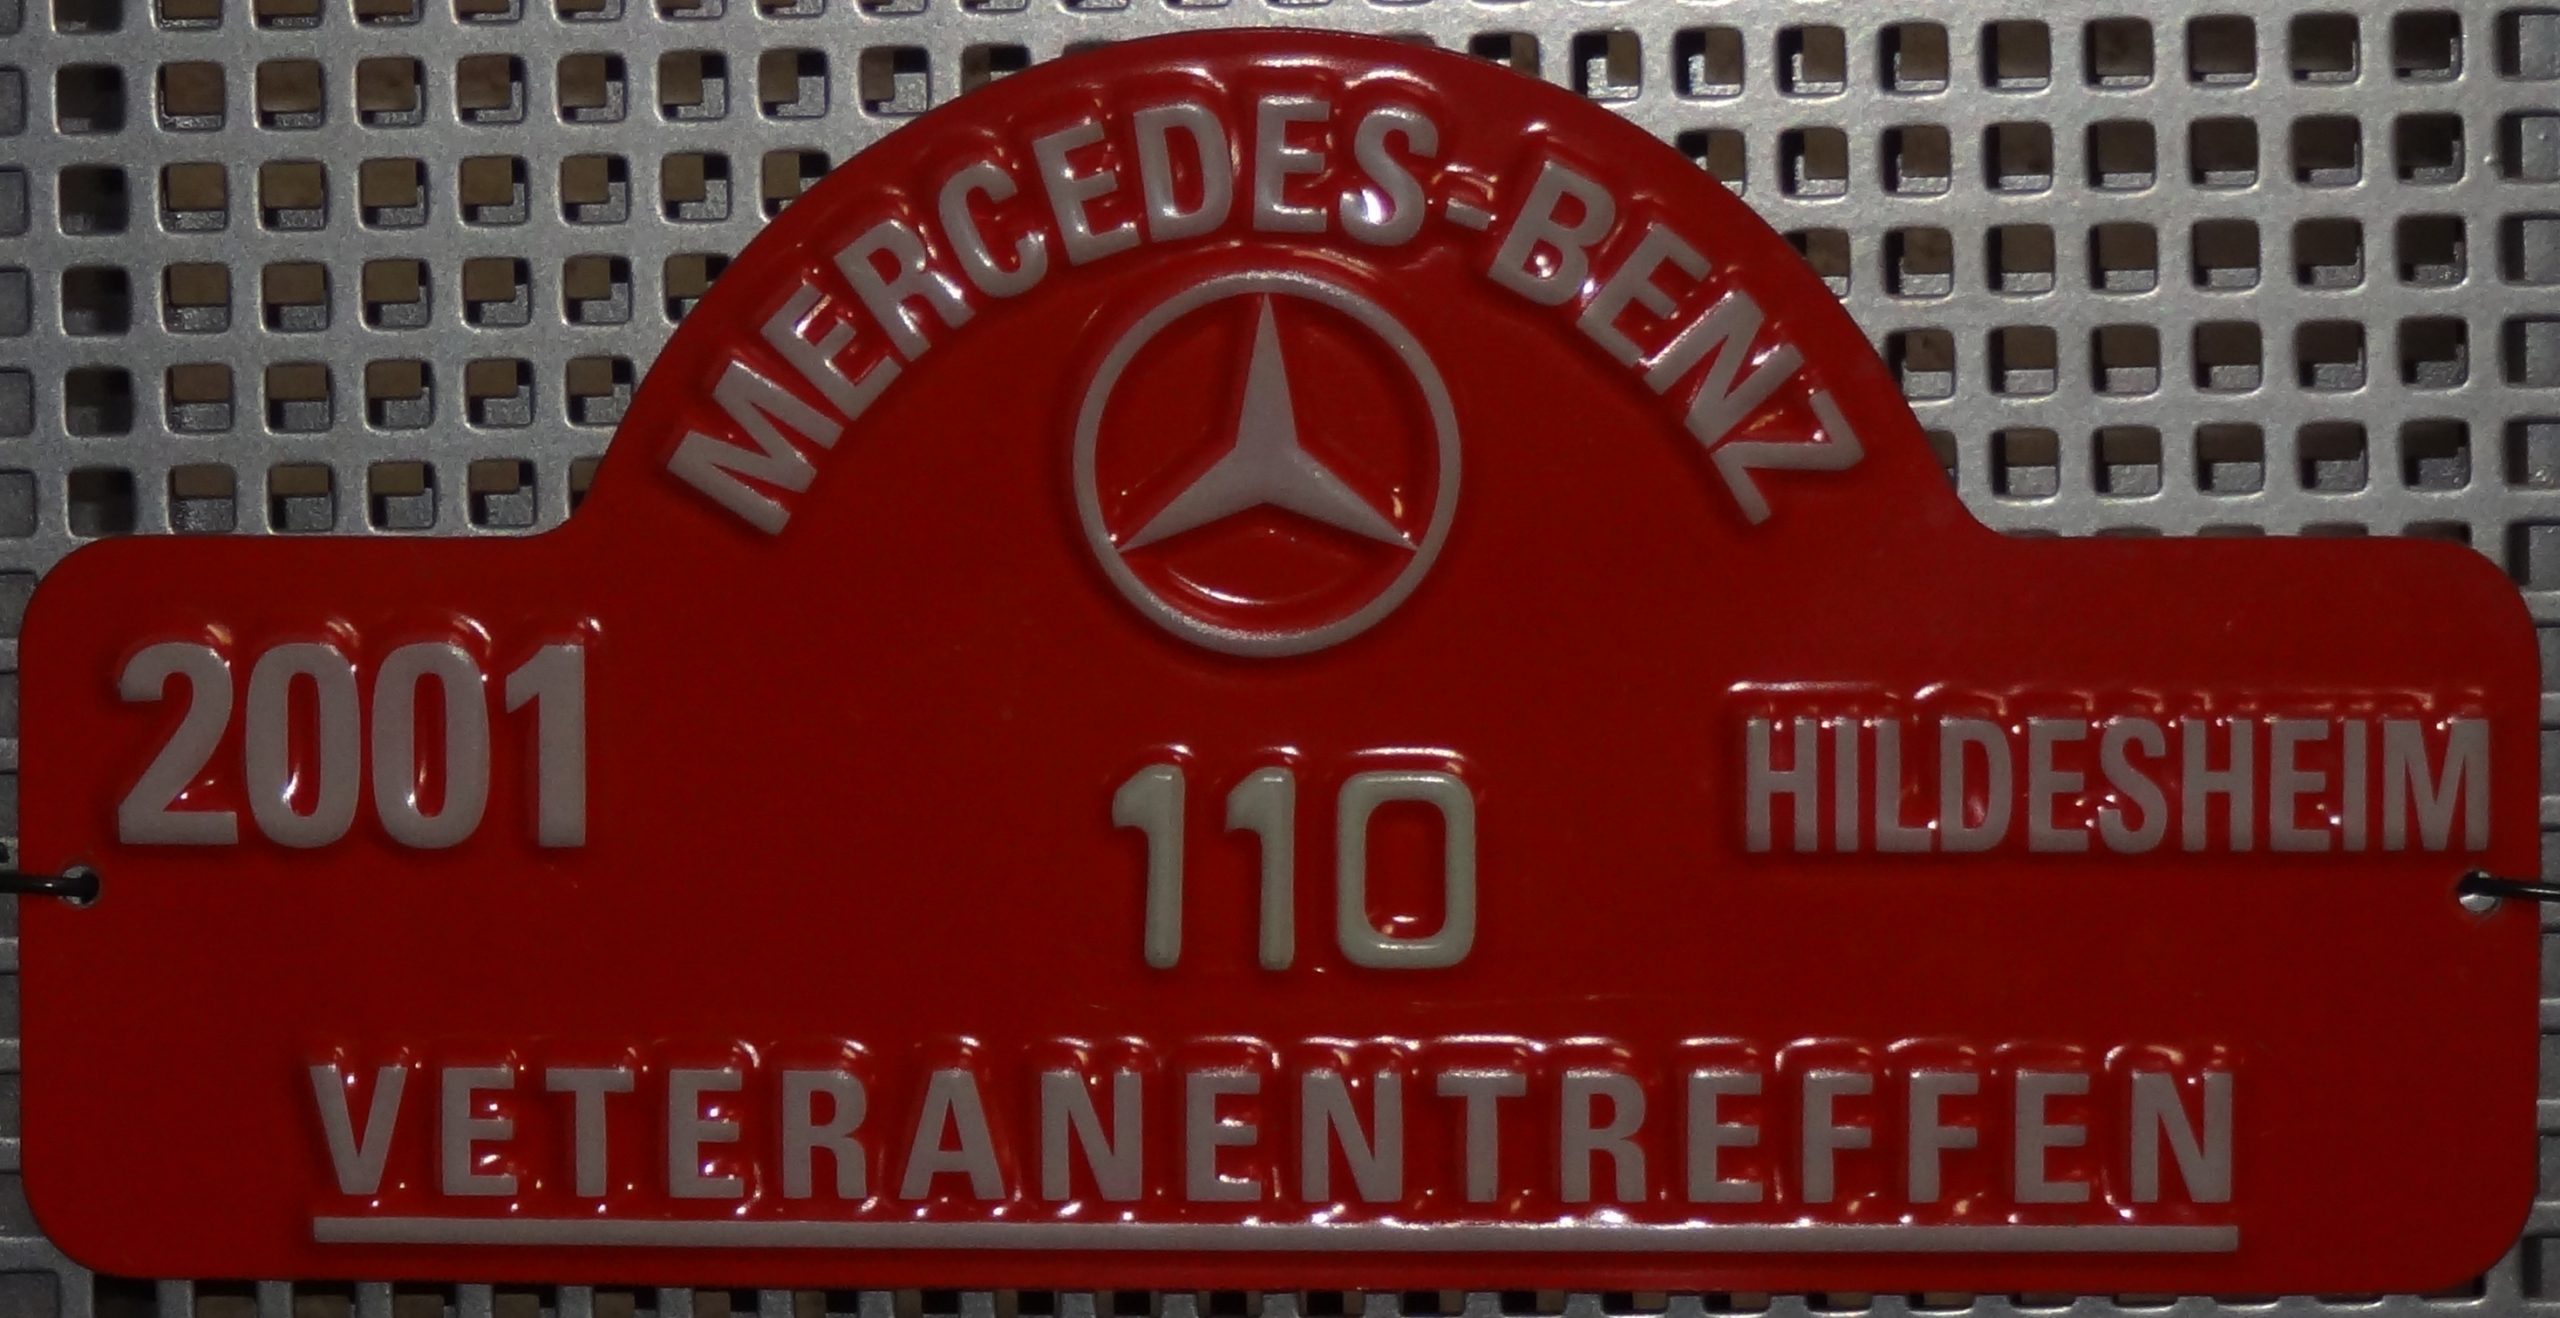 MERCEDES-BENZ
2001
110
HILDESHEIM
VETERANENTREFFEN